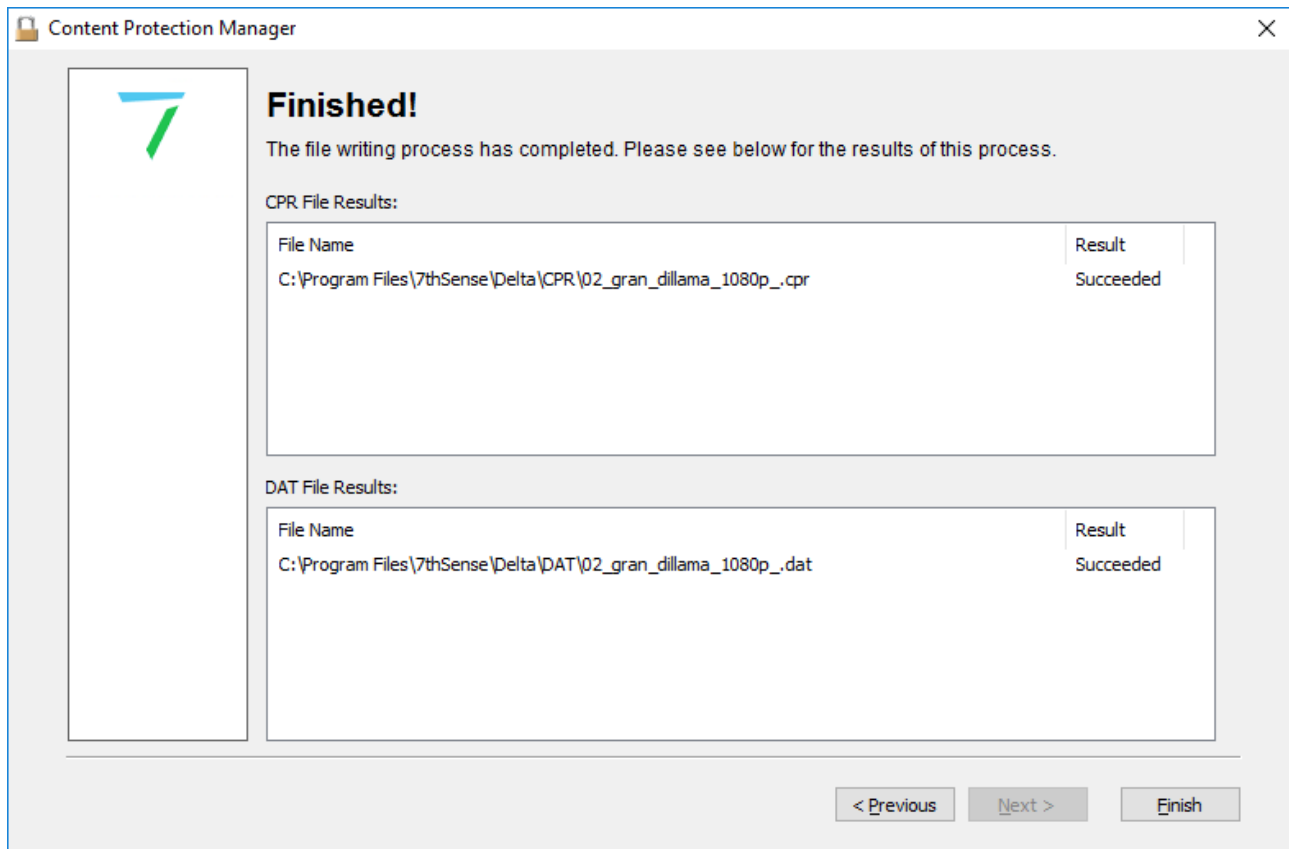 Content Protection Manager
Finished!
The file writing process has completed. Please see below for the results of this process.
CPR File Results:
File Name Result
C:\Program Files\7thSense\Delta\CPR\02_gran_dillama_1080p_.cpr Succeeded
DAT File Results:
File Name Result
C:\Program Files\7thSense\Delta\DAT\02_gran_dillama_1080p_.dat Succeeded
< Previous Next > Finish